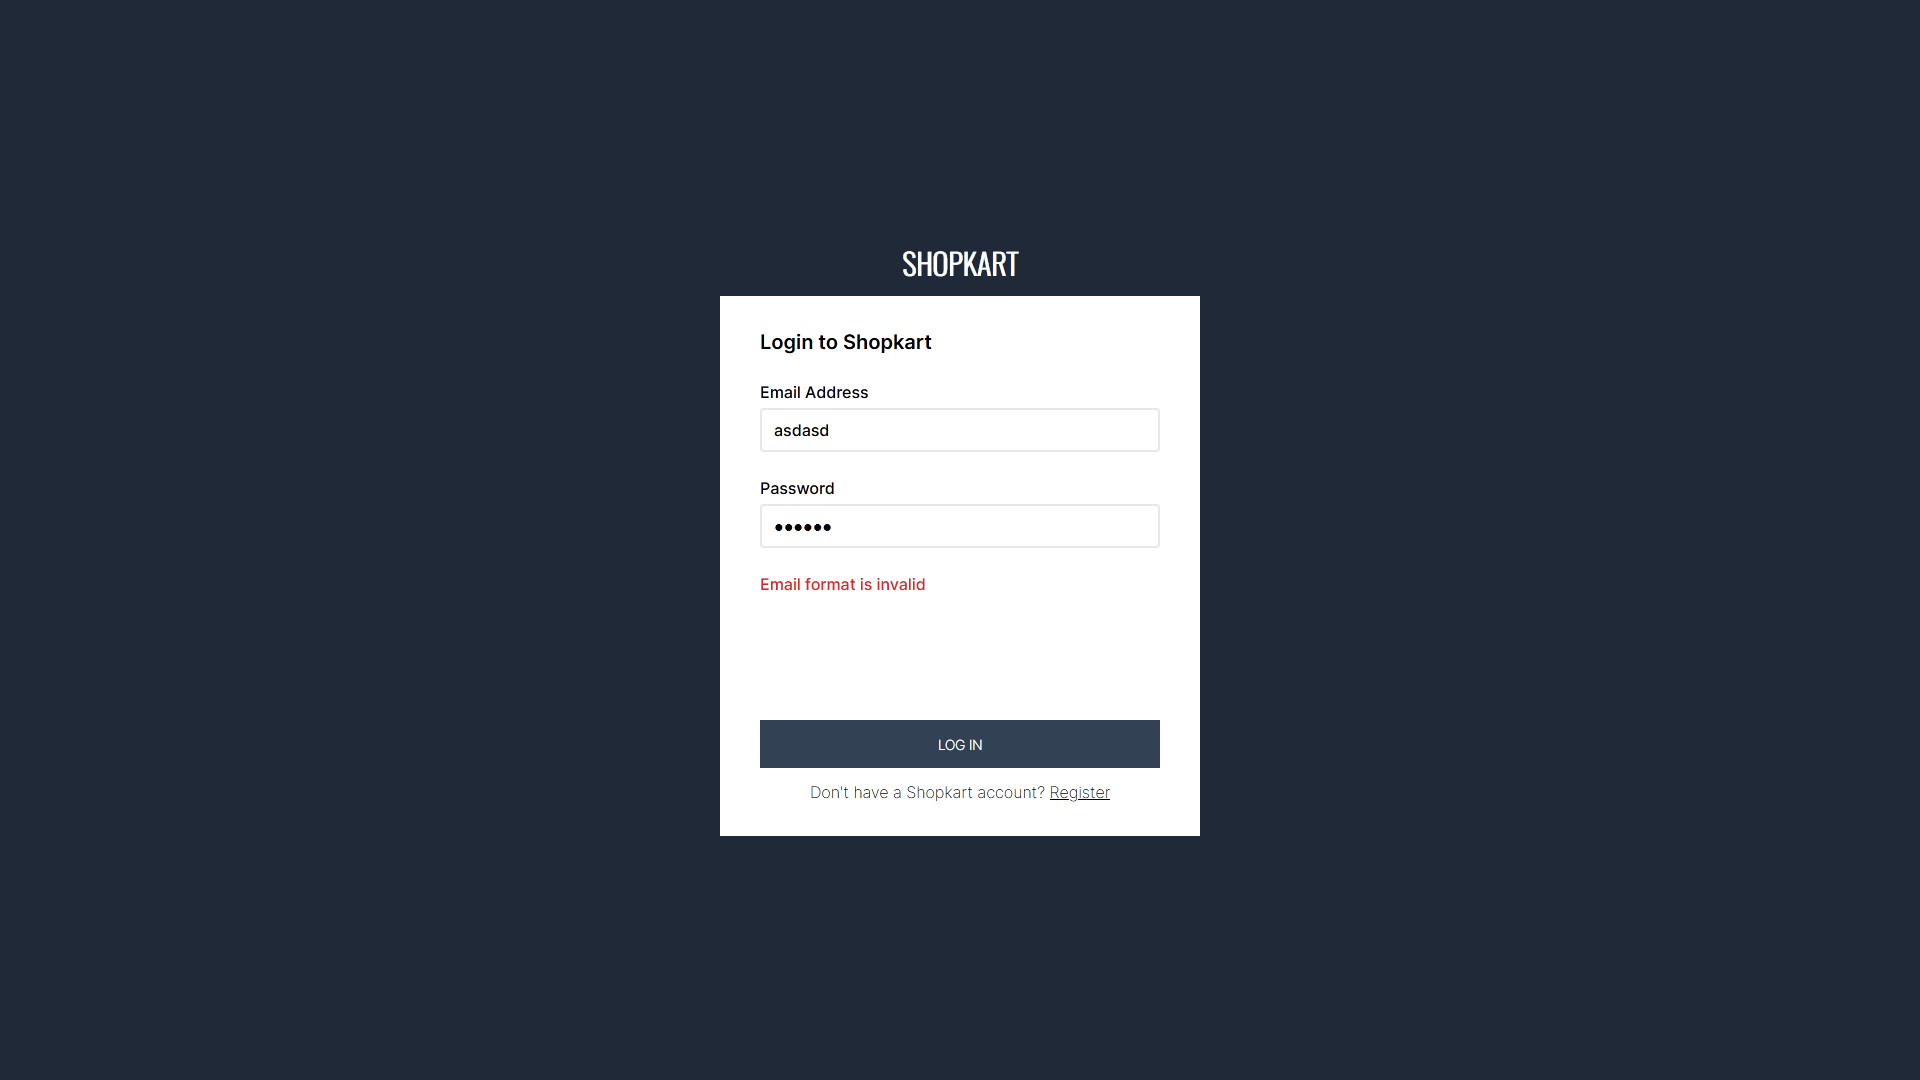 SHOPKART
Login to Shopkart
Email Address
asdasd
Password
••••••
Email format is invalid
LOG IN
Don't have a Shopkart account? Register